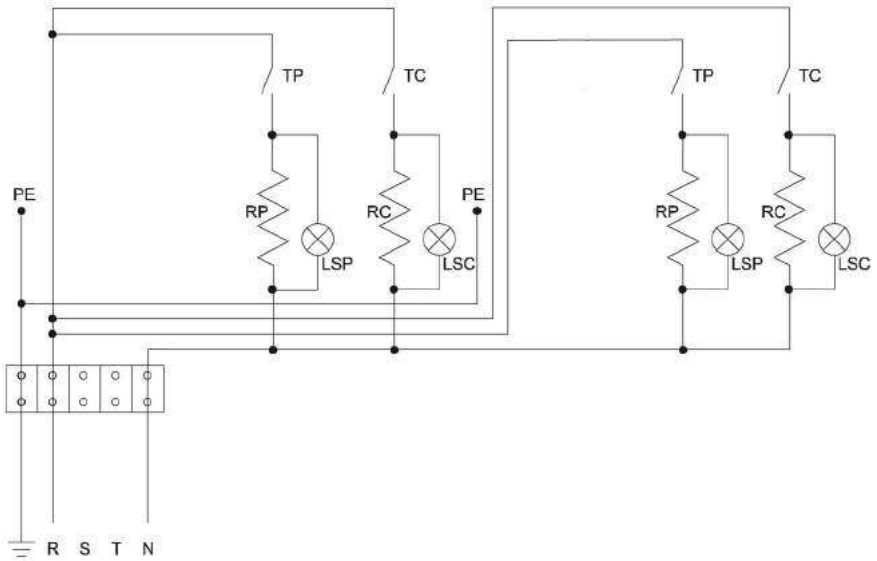 TP TC TP TC
PE PE
RP RC RP RC
LSP LSC LSP LSC
R S T N